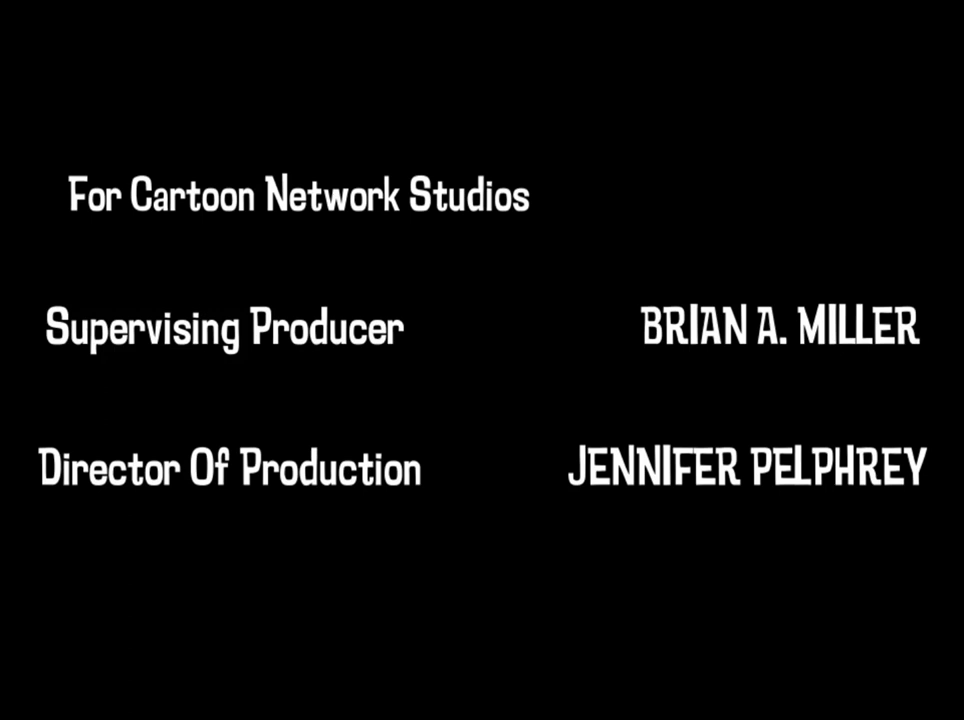 For Cartoon Network Studios
Supervising Producer BRIAN A. MILLER
Director Of Production JENNIFER PELPHREY